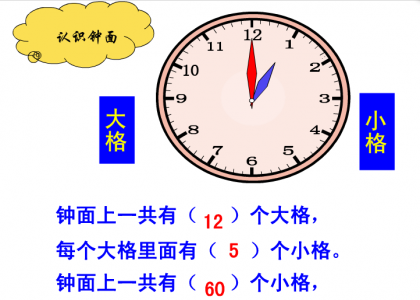 认识钟面
12
11
1
10
2
9
3
8
4
7
5
6
大格
小格
钟面上一共有（ 12 ）个大格，
每个大格里面有（ 5 ）个小格。
钟面上一共有（ 60 ）个小格，